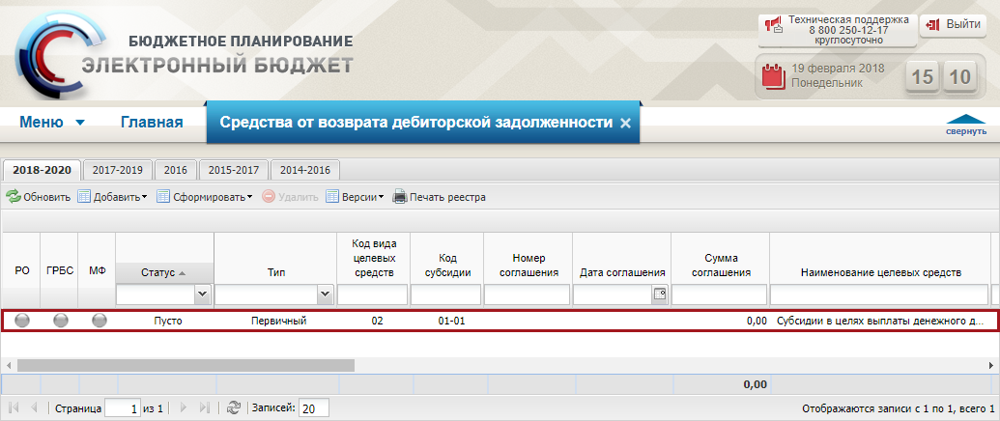 Техническая поддержка
8 800 250-12-17
круглосуточно
Выйти
БЮДЖЕТНОЕ ПЛАНИРОВАНИЕ
ЭЛЕКТРОННЫЙ БЮДЖЕТ
19 февраля 2018
Понедельник
15 10
Меню Главная Средства от возврата дебиторской задолженности ×
свернуть
2018-2020 2017-2019 2016 2015-2017 2014-2016
Обновить Добавить Сформировать Удалить Версии Печать реестра
РО ГРБС МФ Статус Тип Код вида целевых средств Код субсидии Номер соглашения Дата соглашения Сумма соглашения Наименование целевых средств
Пусто Первичный 02 01-01 0,00 Субсидии в целях выплаты денежного д...
0,00
Страница 1 из 1 Записей: 20 Отображаются записи с 1 по 1, всего 1